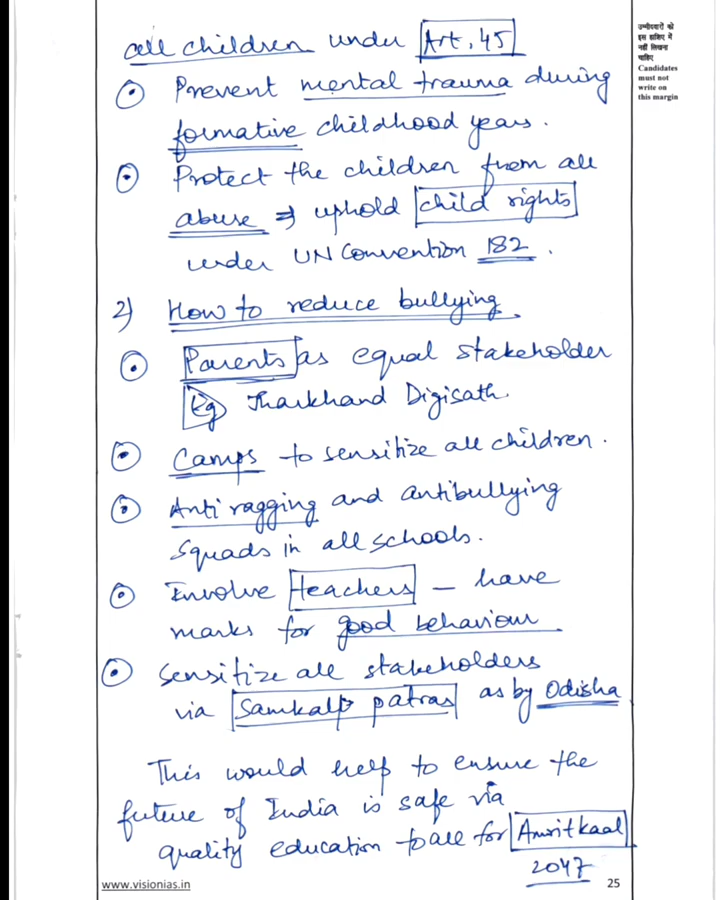 all children under Art. 45
Prevent mental trauma during
formative childhood years.
Protect the children from all
abuse ⇒ uphold child rights
under UN Convention 182.
2) How to reduce bullying
Parents as equal stakeholder
Eg Jharkhand Digisath.
Camps to sensitize all children.
Anti ragging and antibullying
squads in all schools.
Involve teachers – have
marks for good behaviour
Sensitize all stakeholders
via Samkalp patras as by Odisha
This would help to ensure the
future of India is safe via
quality education to all for Amrit kaal
2047
उम्मीदवारों को
इस हाशिए में
नहीं लिखना
चाहिए
Candidates
must not
write on
this margin
www.visionias.in
25